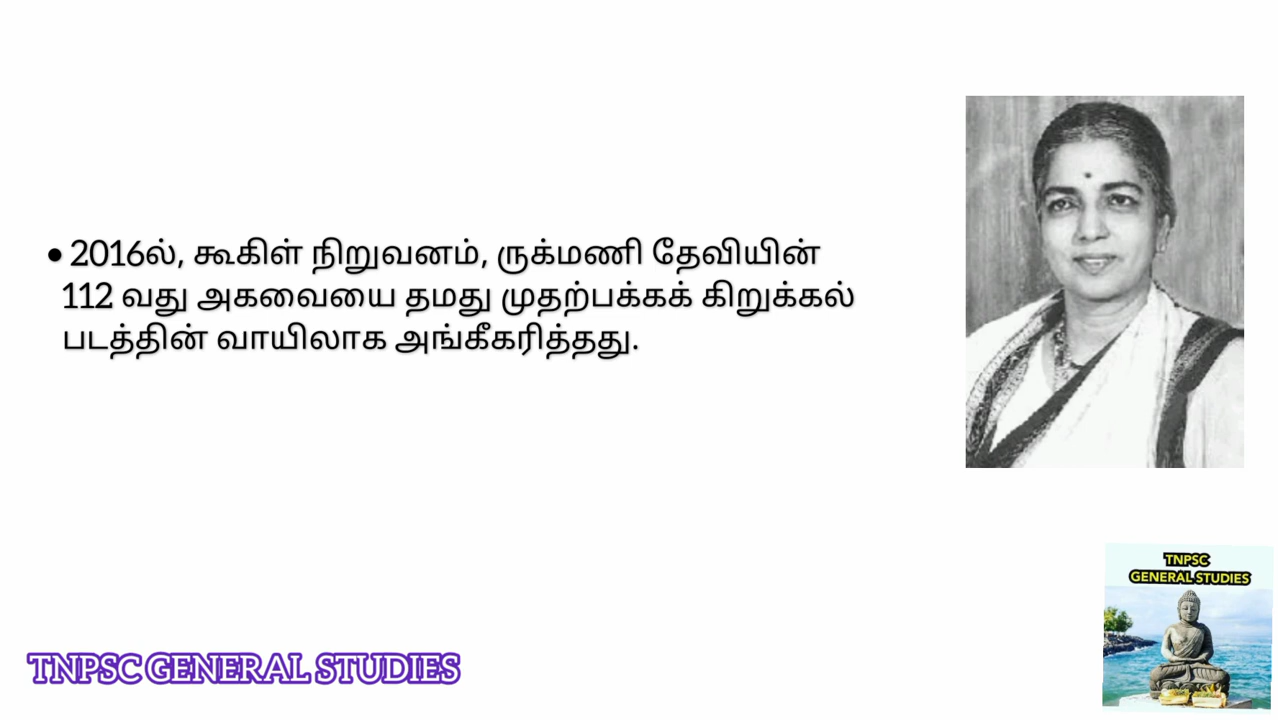 • 2016ல், கூகிள் நிறுவனம், ருக்மணி தேவியின்
112 வது அகவையை தமது முதற்பக்கக் கிறுக்கல்
படத்தின் வாயிலாக அங்கீகரித்தது.
TNPSC
GENERAL STUDIES
TNPSC GENERAL STUDIES